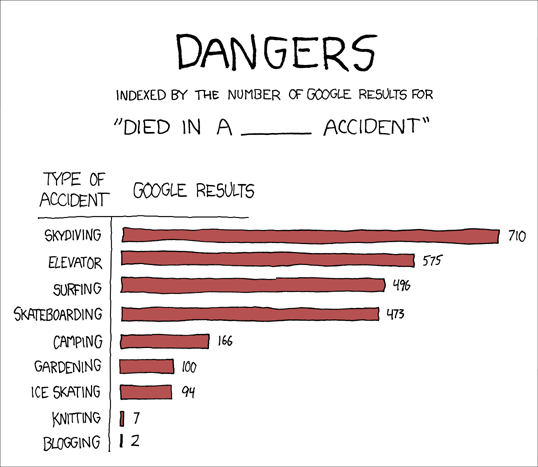 DANGERS
INDEXED BY THE NUMBER OF GOOGLE RESULTS FOR
"DIED IN A ______ ACCIDENT"
TYPE OF ACCIDENT GOOGLE RESULTS
SKYDIVING 710
ELEVATOR 575
SURFING 496
SKATEBOARDING 473
CAMPING 166
GARDENING 100
ICE SKATING 94
KNITTING 7
BLOGGING 2